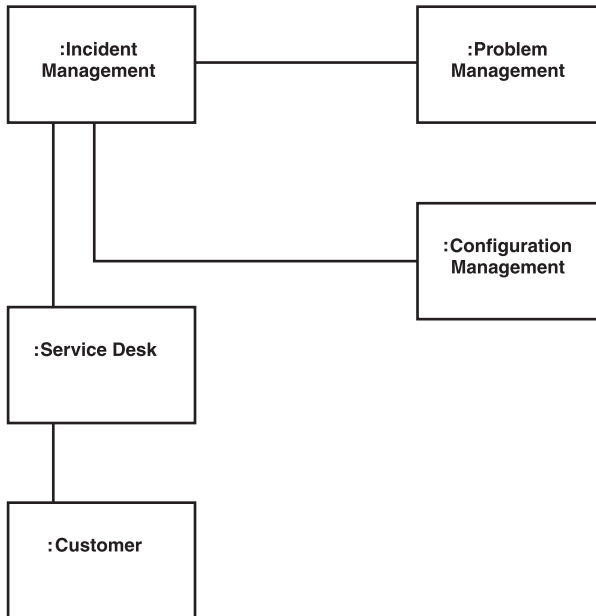 :Incident
Management
:Problem
Management
:Configuration
Management
:Service Desk
:Customer